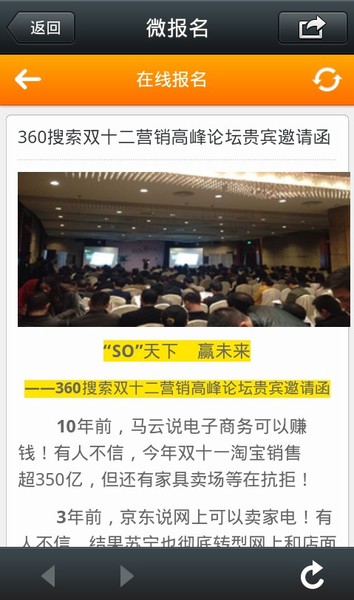 返回
微报名
在线报名
360搜索双十二营销高峰论坛贵宾邀请函
“SO”天下 赢未来
——360搜索双十二营销高峰论坛贵宾邀请函
10年前，马云说电子商务可以赚
钱！有人不信，今年双十一淘宝销售
超350亿，但还有家具卖场等在抗拒！
3年前，京东说网上可以卖家电！有
人不信，结果苏宁也彻底转型网上和店面